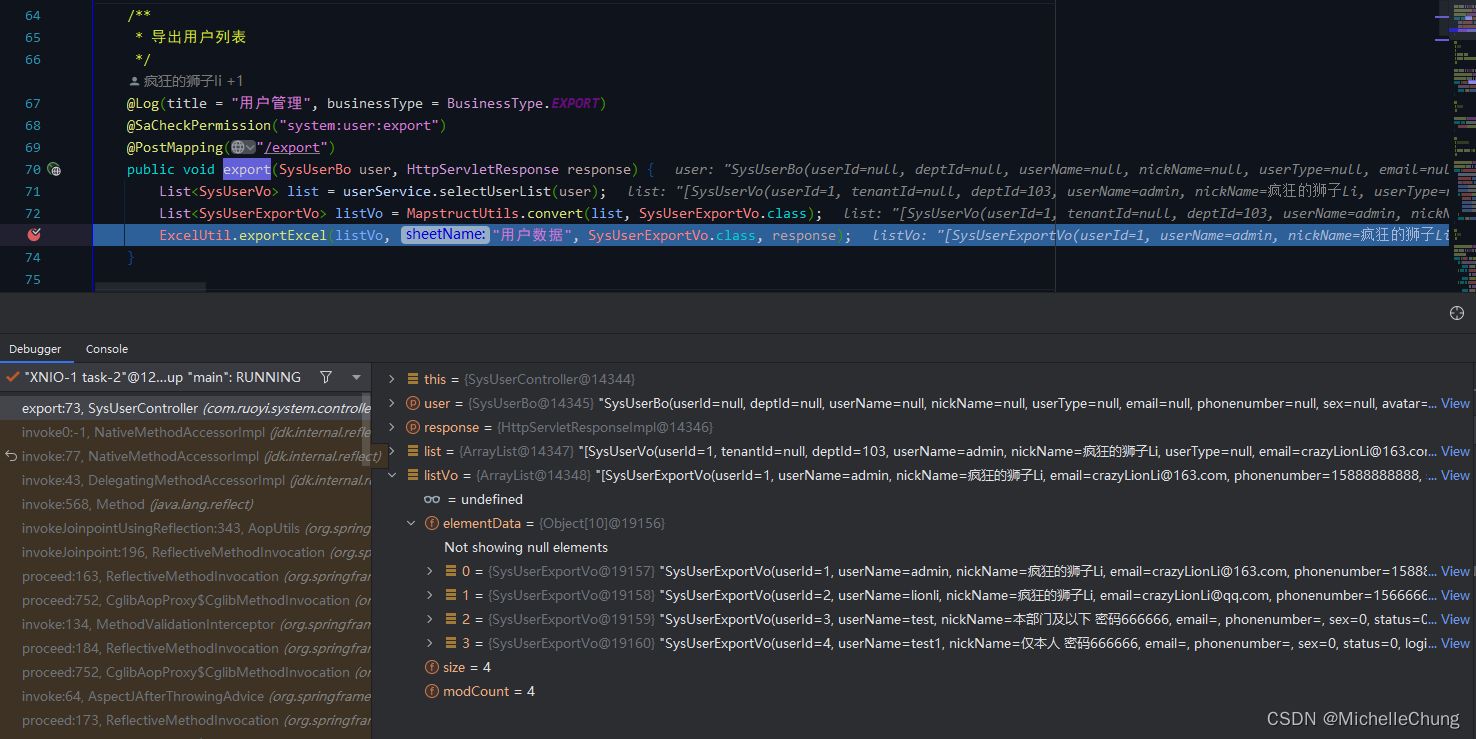 64 /**
65 * 导出用户列表
66 */
疯狂的狮子li +1
67 @Log(title = "用户管理", businessType = BusinessType.EXPORT)
68 @SaCheckPermission("system:user:export")
69 @PostMapping("/export")
70 public void export(SysUserBo user, HttpServletResponse response) { user: "SysUserBo(userId=null, deptId=null, userName=null, nickName=null, userType=null, email=nul
71 List<SysUserVo> list = userService.selectUserList(user); list: "[SysUserVo(userId=1, tenantId=null, deptId=103, userName=admin, nickName=疯狂的狮子Li, userType=n
72 List<SysUserExportVo> listVo = MapstructUtils.convert(list, SysUserExportVo.class); list: "[SysUserVo(userId=1, tenantId=null, deptId=103, userName=admin, nickN
ExcelUtil.exportExcel(listVo, sheetName: "用户数据", SysUserExportVo.class, response); listVo: "[SysUserExportVo(userId=1, userName=admin, nickName=疯狂的狮子Li
74 }
75
Debugger Console
"XNIO-1 task-2"@12...up "main": RUNNING
export:73, SysUserController (com.ruoyi.system.controlle
invoke0:-1, NativeMethodAccessorImpl (jdk.internal.refle
invoke:77, NativeMethodAccessorImpl (jdk.internal.reflect)
invoke:43, DelegatingMethodAccessorImpl (jdk.internal.re
invoke:568, Method (java.lang.reflect)
invokeJoinpointUsingReflection:343, AopUtils (org.spring
invokeJoinpoint:196, ReflectiveMethodInvocation (org.sp
proceed:163, ReflectiveMethodInvocation (org.springfram
proceed:752, CglibAopProxy$CglibMethodInvocation (or
invoke:134, MethodValidationInterceptor (org.springfram
proceed:184, ReflectiveMethodInvocation (org.springfram
proceed:752, CglibAopProxy$CglibMethodInvocation (or
invoke:64, AspectJAfterThrowingAdvice (org.springframe
proceed:173, ReflectiveMethodInvocation (org.springfram
this = {SysUserController@14344}
user = {SysUserBo@14345} "SysUserBo(userId=null, deptId=null, userName=null, nickName=null, userType=null, email=null, phonenumber=null, sex=null, avatar=... View
response = {HttpServletResponseImpl@14346}
list = {ArrayList@14347} "[SysUserVo(userId=1, tenantId=null, deptId=103, userName=admin, nickName=疯狂的狮子Li, userType=null, email=crazyLionLi@163.cor... View
listVo = {ArrayList@14348} "[SysUserExportVo(userId=1, userName=admin, nickName=疯狂的狮子Li, email=crazyLionLi@163.com, phonenumber=15888888888, ... View
= undefined
elementData = {Object[10]@19156}
Not showing null elements
0 = {SysUserExportVo@19157} "SysUserExportVo(userId=1, userName=admin, nickName=疯狂的狮子Li, email=crazyLionLi@163.com, phonenumber=15888... View
1 = {SysUserExportVo@19158} "SysUserExportVo(userId=2, userName=lionli, nickName=疯狂的狮子Li, email=crazyLionLi@qq.com, phonenumber=1566666... View
2 = {SysUserExportVo@19159} "SysUserExportVo(userId=3, userName=test, nickName=本部门及以下 密码666666, email=, phonenumber=, sex=0, status=0... View
3 = {SysUserExportVo@19160} "SysUserExportVo(userId=4, userName=test1, nickName=仅本人 密码666666, email=, phonenumber=, sex=0, status=0, logi... View
size = 4
modCount = 4
CSDN @MichelleChung